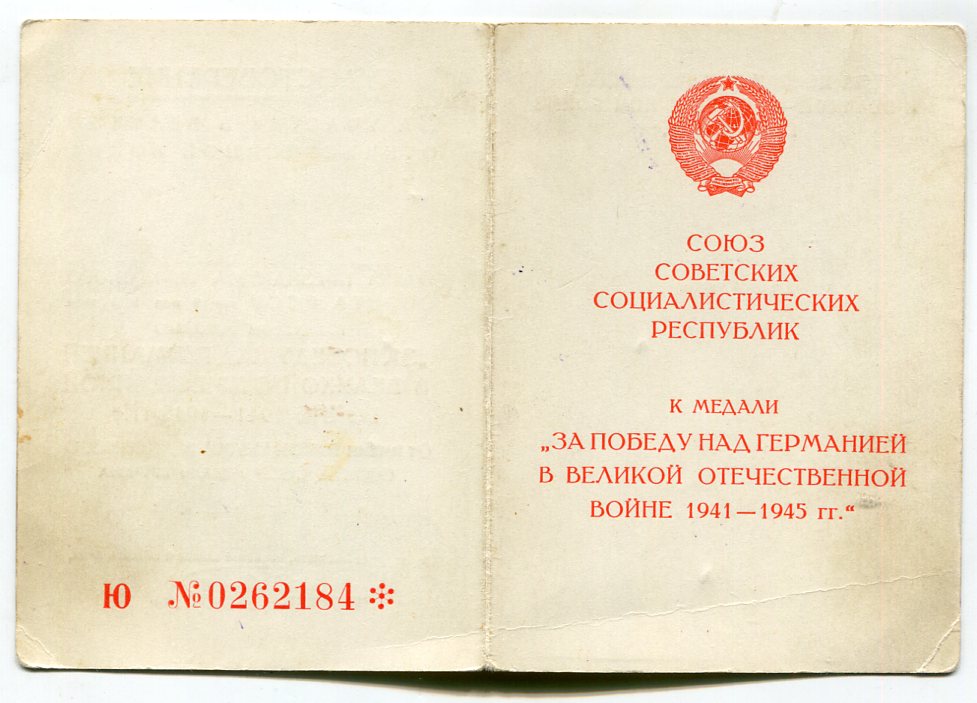 Ю №0262184
СОЮЗ
СОВЕТСКИХ
СОЦИАЛИСТИЧЕСКИХ
РЕСПУБЛИК
К МЕДАЛИ
„ЗА ПОБЕДУ НАД ГЕРМАНИЕЙ
В ВЕЛИКОЙ ОТЕЧЕСТВЕННОЙ
ВОЙНЕ 1941—1945 гг.“